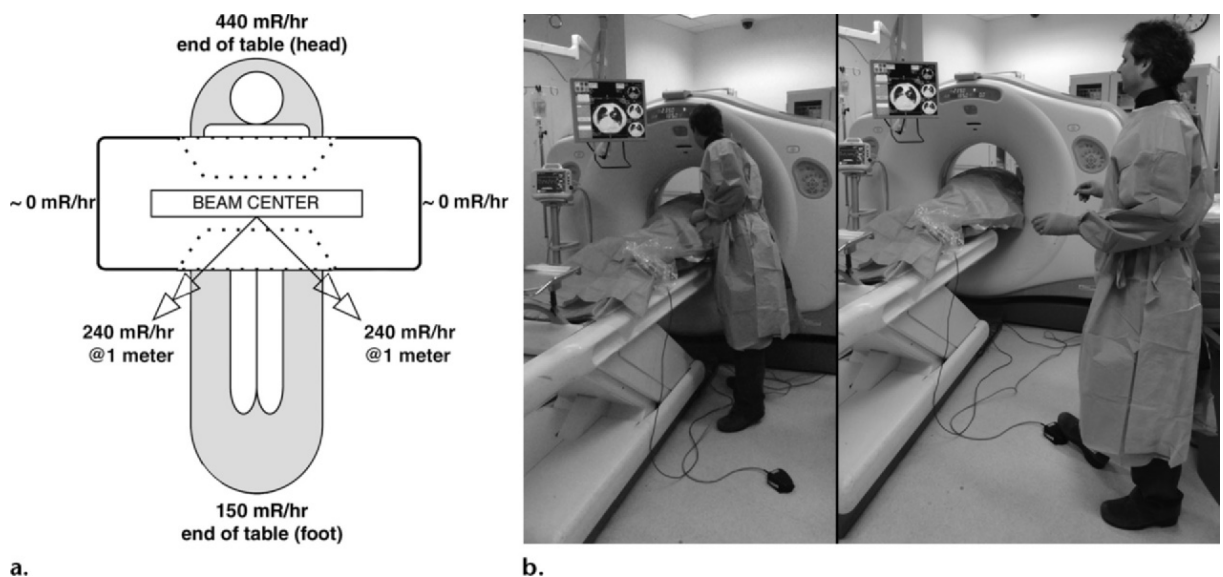 440 mR/hr
end of table (head)
~ 0 mR/hr
BEAM CENTER
~ 0 mR/hr
240 mR/hr
@1 meter
240 mR/hr
@1 meter
150 mR/hr
end of table (foot)
a.
b.